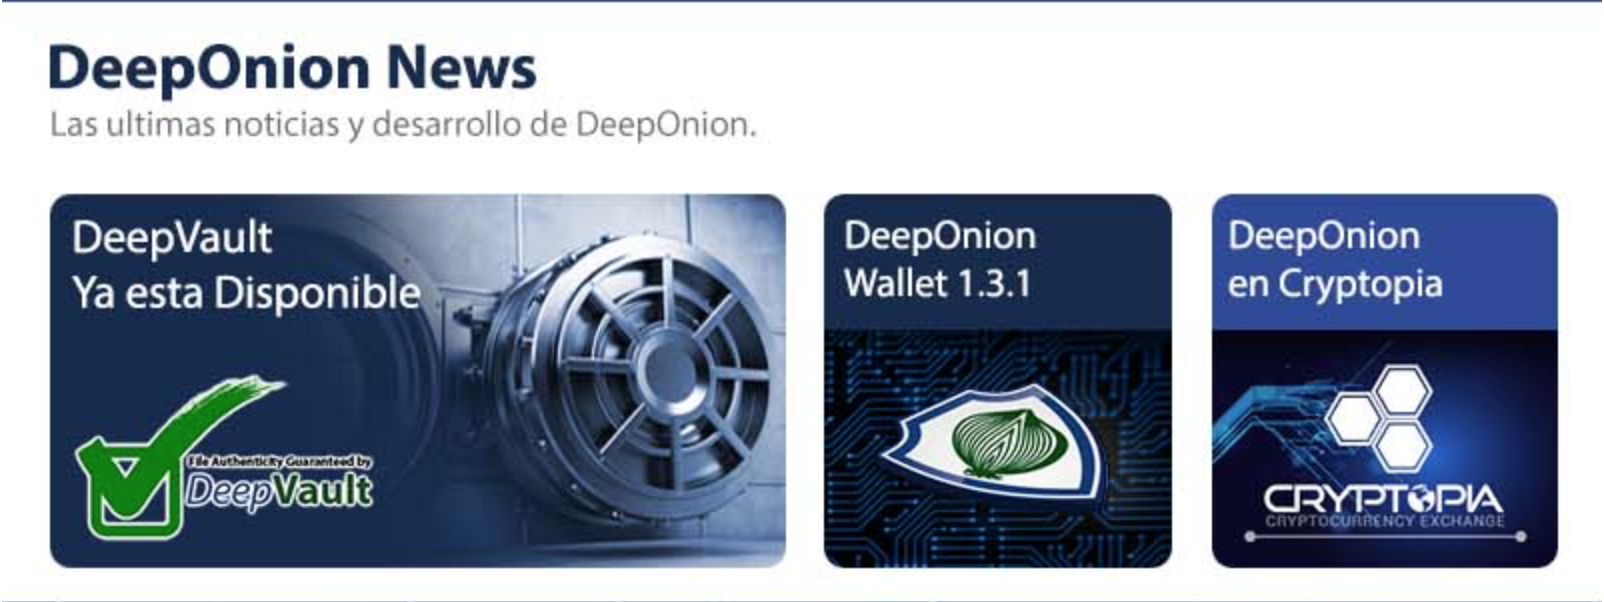 DeepOnion News
Las ultimas noticias y desarrollo de DeepOnion.
DeepVault
Ya esta Disponible
File Authenticity Guaranteed by
DeepVault
DeepOnion
Wallet 1.3.1
DeepOnion
en Cryptopia
CRYPTOPIA
CRYPTOCURRENCY EXCHANGE